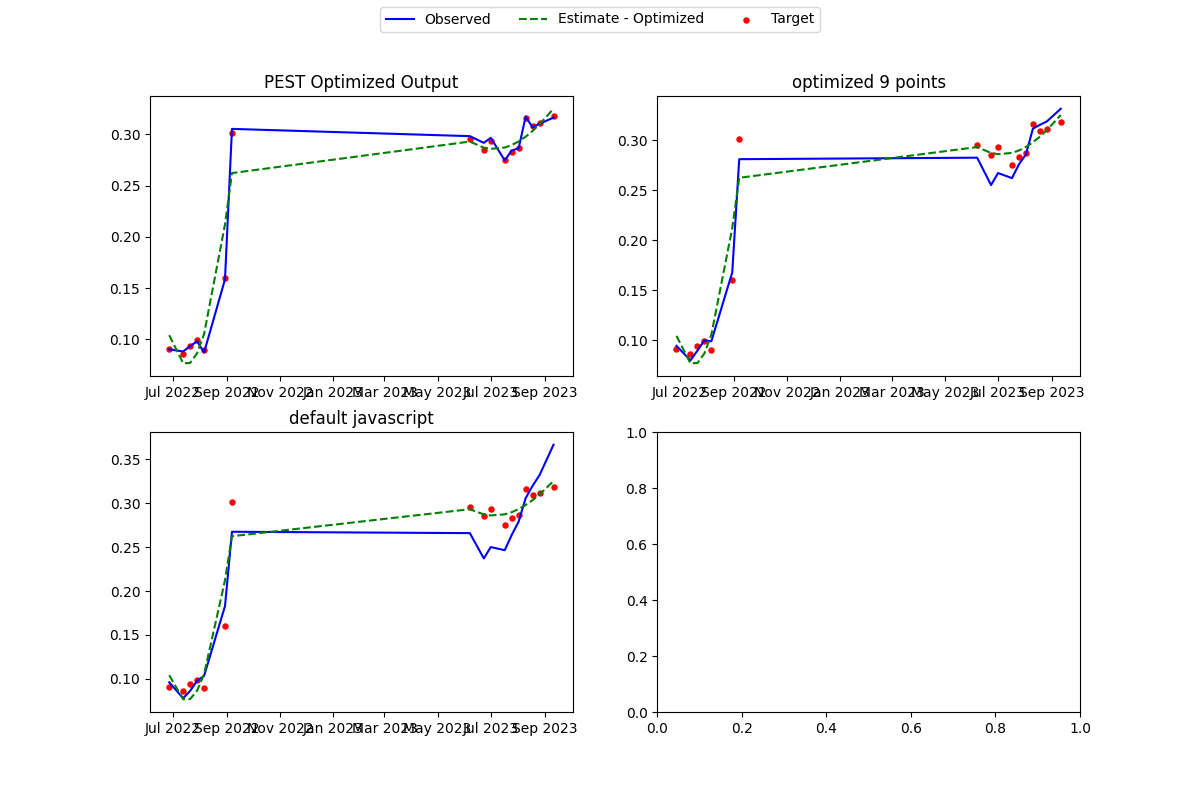 Observed Estimate - Optimized Target
PEST Optimized Output
0.30
0.25
0.20
0.15
0.10
Jul 2022 Sep 2022 Nov 2022 Jan 2023 Mar 2023 May 2023 Jul 2023 Sep 2023
optimized 9 points
0.30
0.25
0.20
0.15
0.10
Jul 2022 Sep 2022 Nov 2022 Jan 2023 Mar 2023 May 2023 Jul 2023 Sep 2023
default javascript
0.35
0.30
0.25
0.20
0.15
0.10
Jul 2022 Sep 2022 Nov 2022 Jan 2023 Mar 2023 May 2023 Jul 2023 Sep 2023
1.0
0.8
0.6
0.4
0.2
0.0
0.0 0.2 0.4 0.6 0.8 1.0